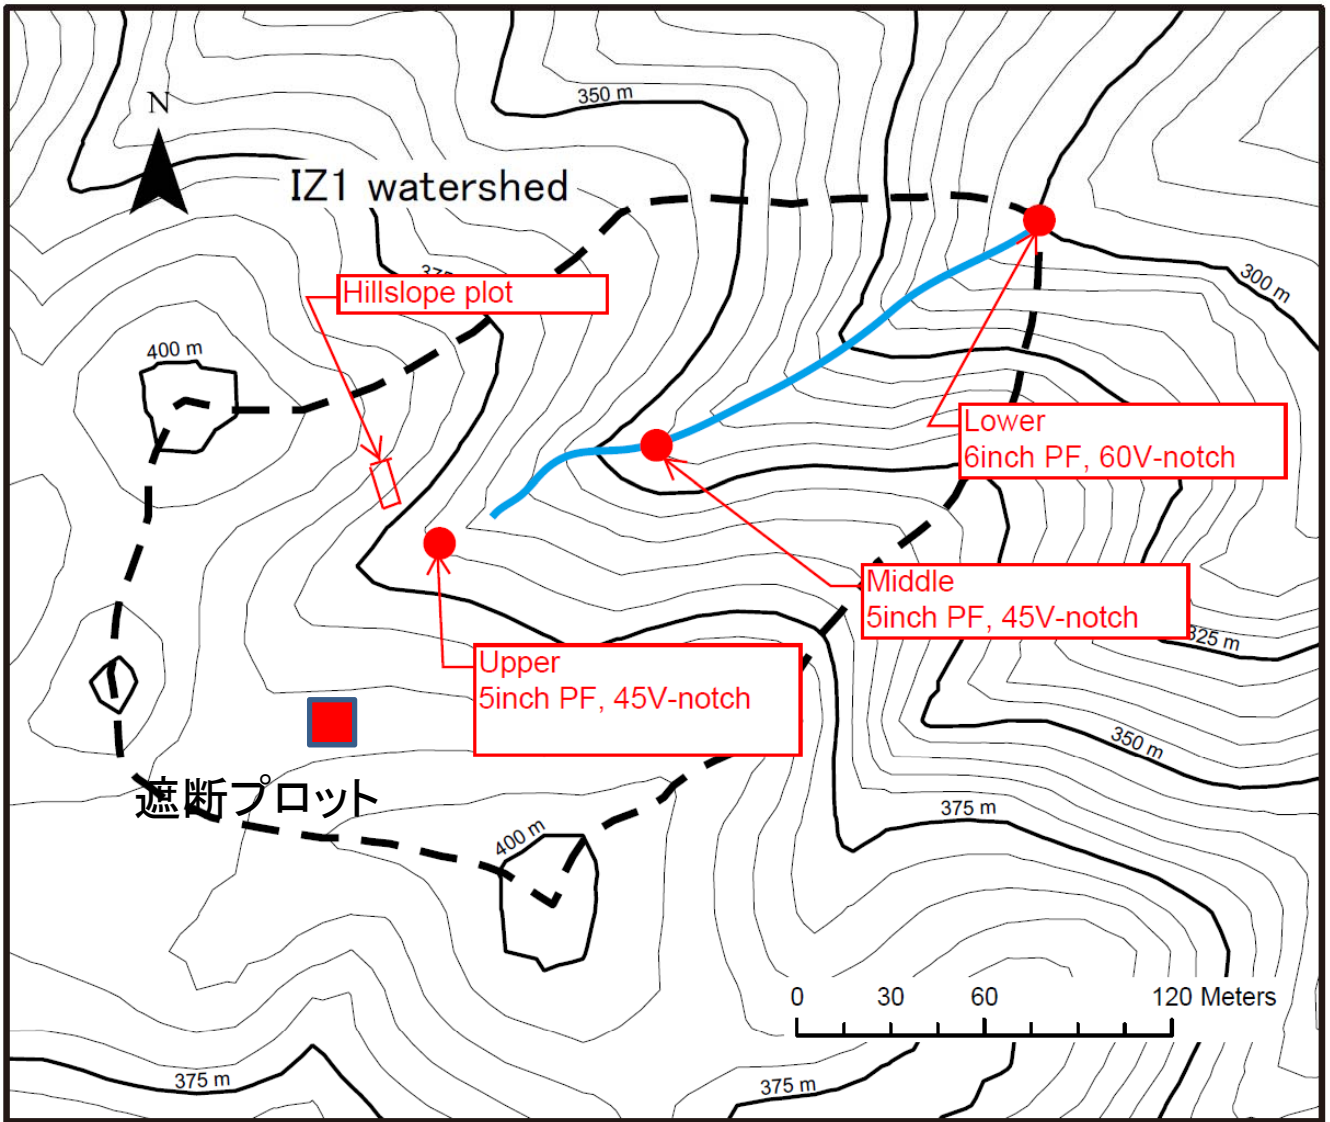 350 m
N
IZ1 watershed
300 m
Hillslope plot
400 m
Lower
6inch PF, 60V-notch
Middle
5inch PF, 45V-notch
325 m
Upper
5inch PF, 45V-notch
350 m
遮断プロット
375 m
400 m
0 30 60 120 Meters
375 m
375 m